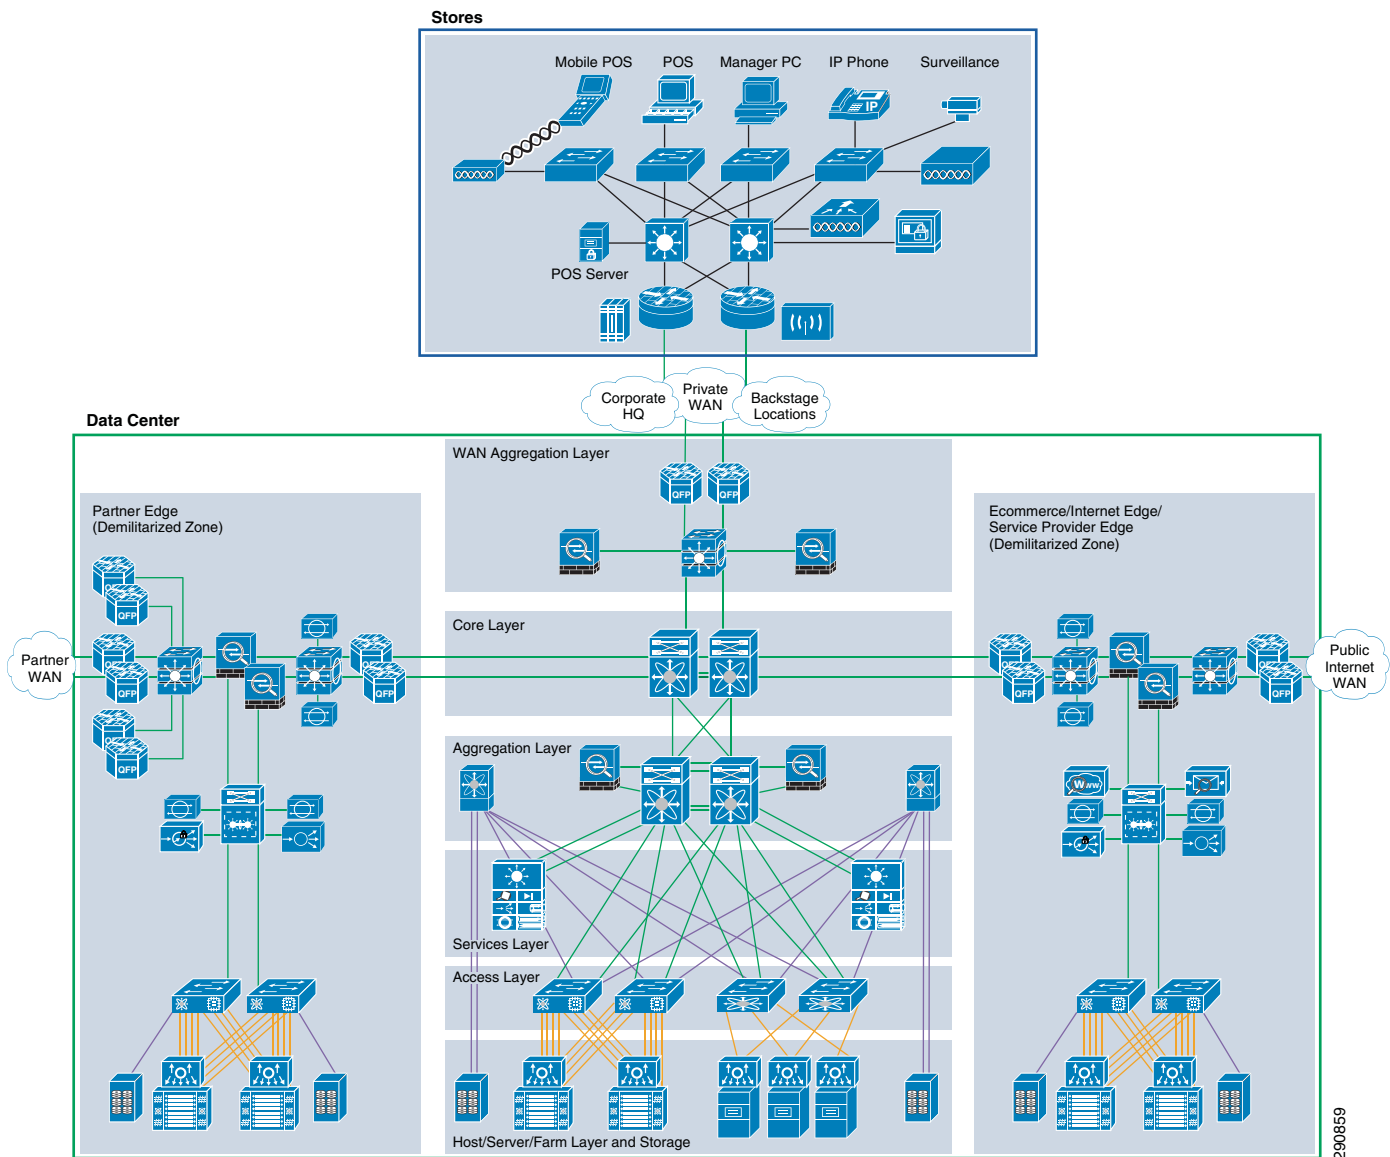 Stores
Mobile POS
POS
Manager PC
IP Phone
Surveillance
IP
POS Server
Corporate
HQ
Private
WAN
Backstage
Locations
Data Center
WAN Aggregation Layer
QFP
QFP
Partner Edge
(Demilitarized Zone)
QFP
QFP
QFP
Partner
WAN
QFP
Core Layer
Ecommerce/Internet Edge/
Service Provider Edge
(Demilitarized Zone)
QFP
QFP
Public
Internet
WAN
Aggregation Layer
Www
Services Layer
Access Layer
Host/Server/Farm Layer and Storage
290859